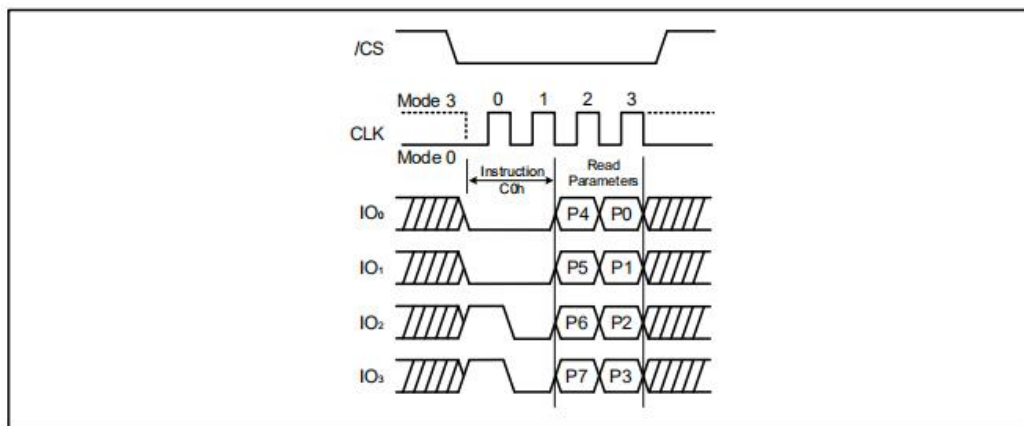 /CS
Mode 3 0 1 2 3
CLK
Mode 0
Instruction
C0h
Read
Parameters
IO₀ P4 P0
IO₁ P5 P1
IO₂ P6 P2
IO₃ P7 P3